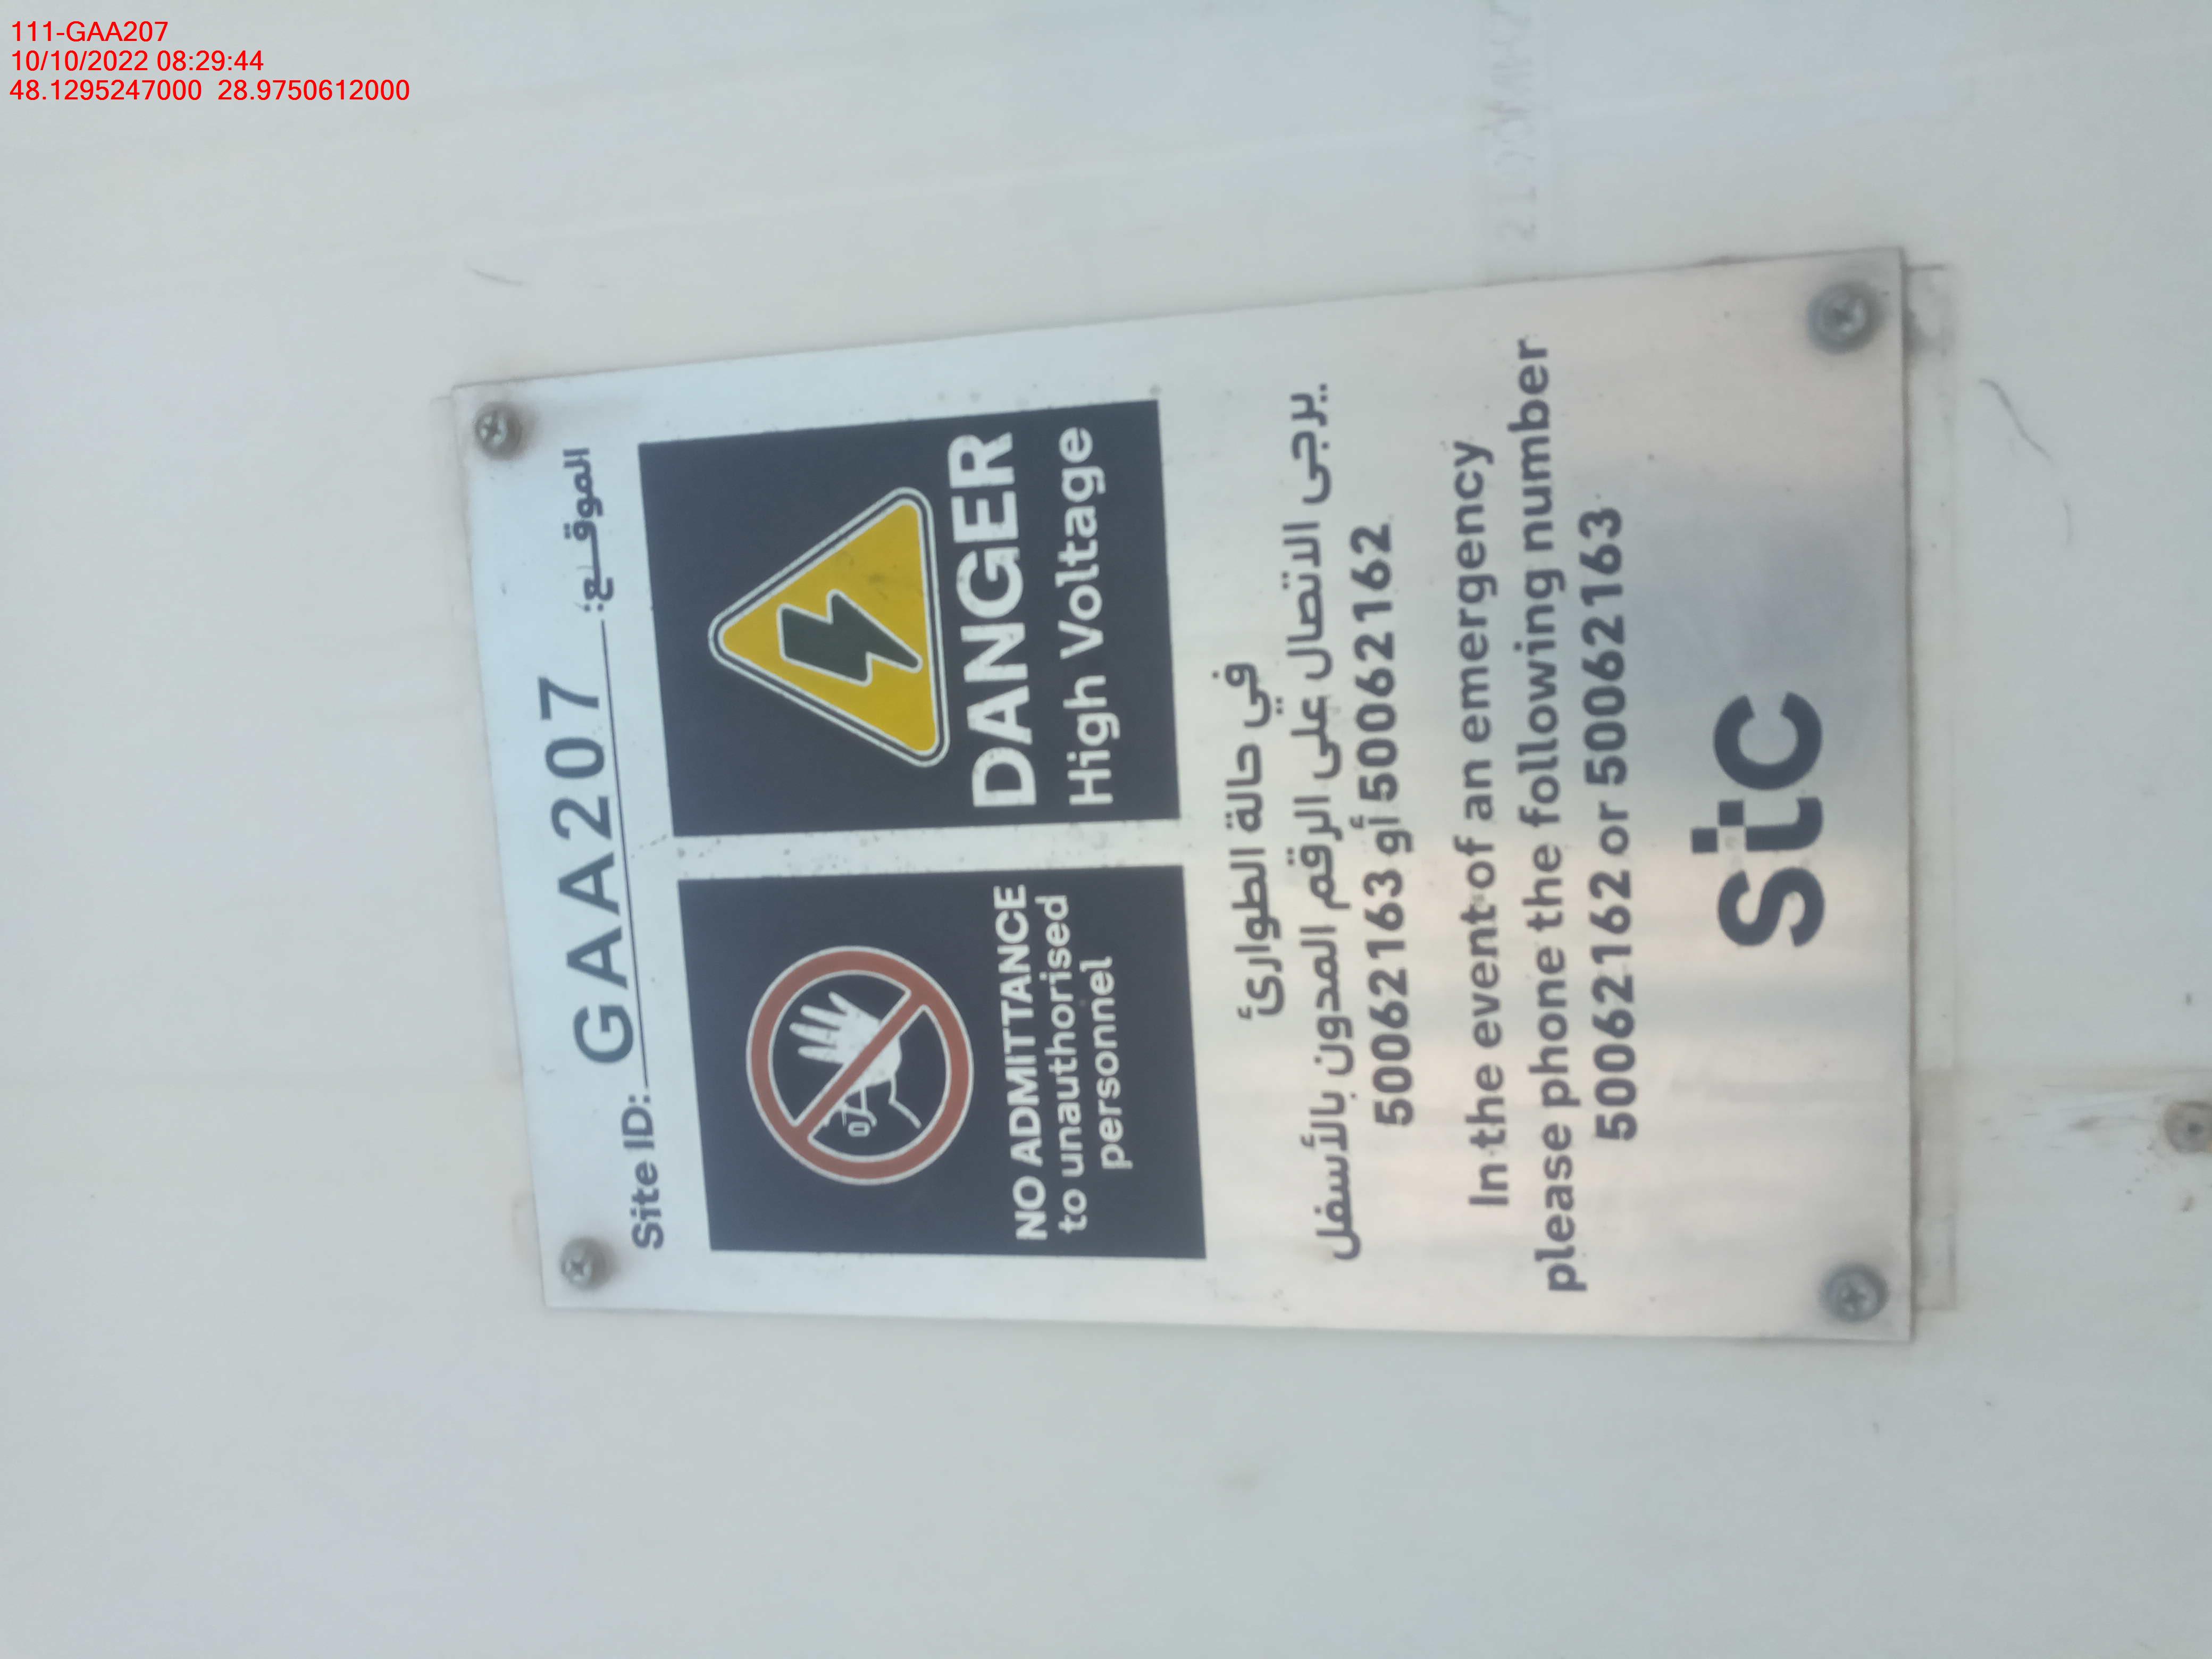 111-GAA207
10/10/2022 08:29:44
48.1295247000 28.9750612000
Site ID: GAA207 الموقـع:
NO ADMITTANCE
to unauthorised
personnel
DANGER
High Voltage
في حالة الطوارئ
يرجى الاتصال على الرقم المدون بالأسفل.
50062163 أو 50062162
In the event of an emergency
please phone the following number
50062162 or 50062163
stc